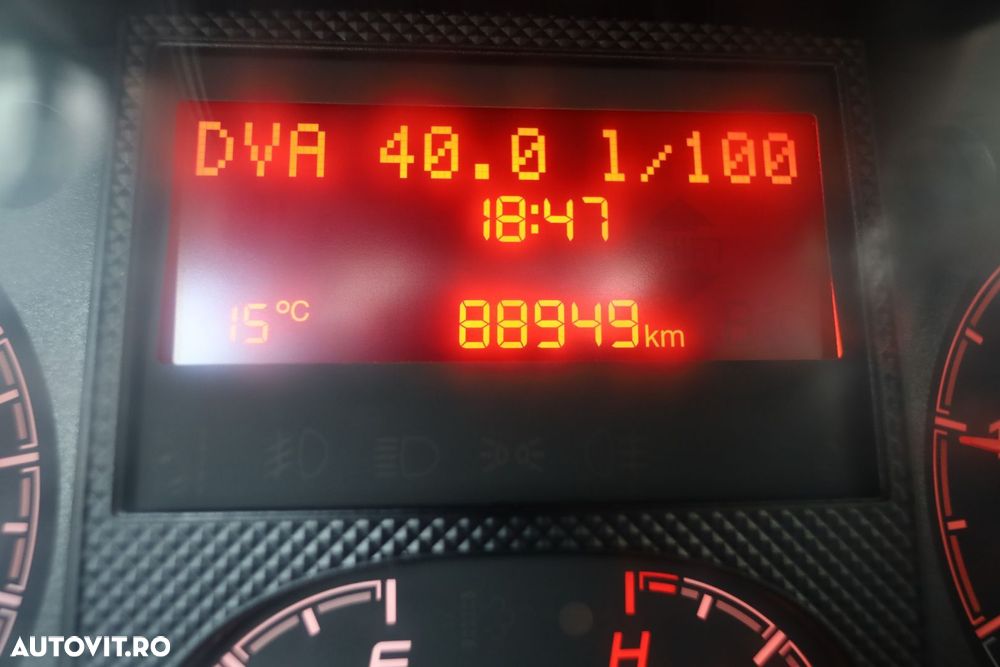 DVA 40.0 l/100
18:47
15 °C 88949 km
E H
AUTOVIT.RO